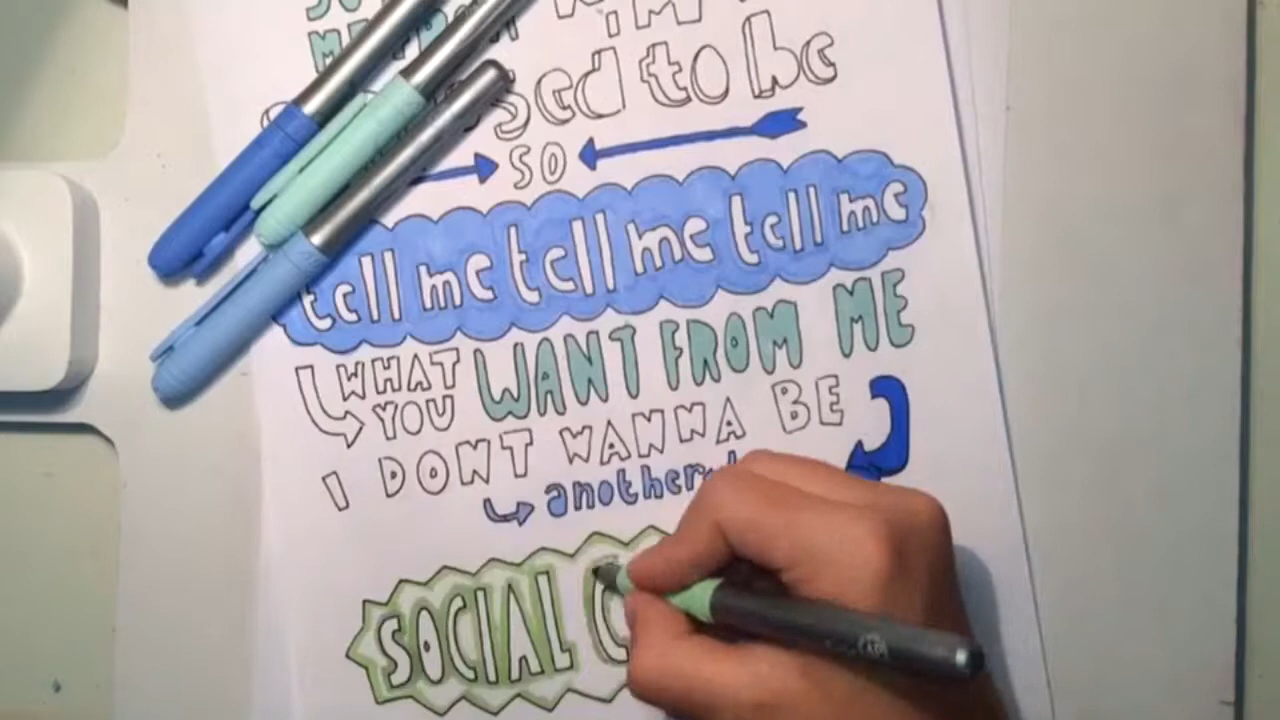 to be
SO
tell me tell me tell me
WHAT YOU WANT FROM ME
I DONT WANNA BE
another
SOCIAL